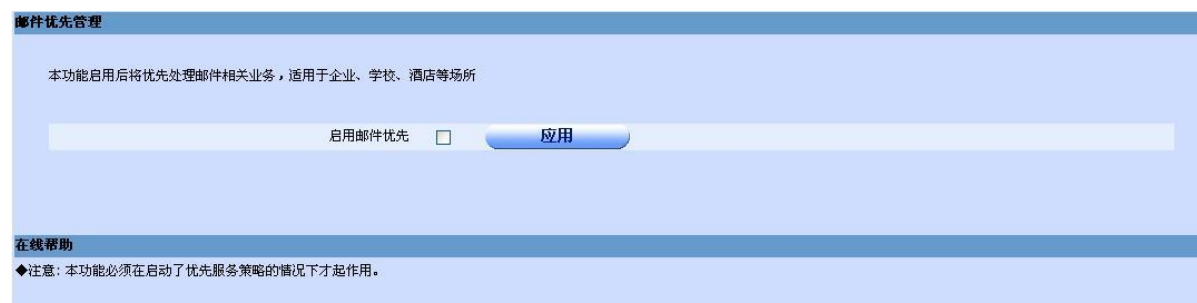 邮件优先管理
本功能启用后将优先处理邮件相关业务，适用于企业、学校、酒店等场所
启用邮件优先 应用
在线帮助
◆注意: 本功能必须在启动了优先服务策略的情况下才起作用。